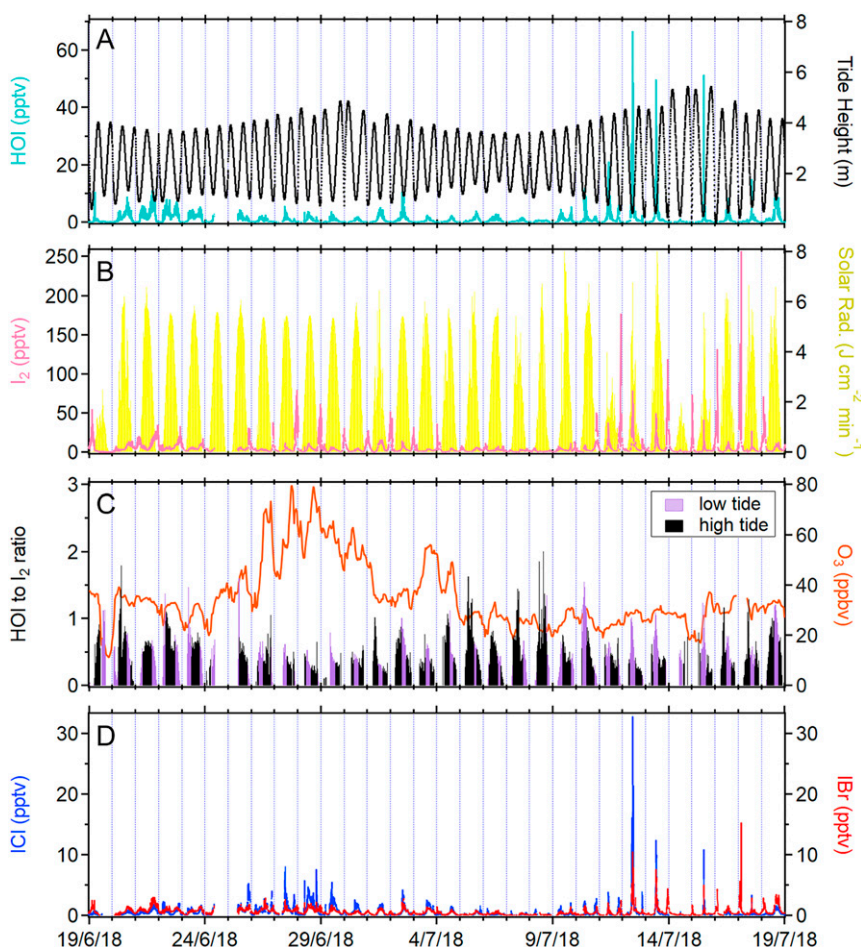 A
HOI (pptv)
60
40
20
0
Tide Height (m)
8
6
4
2
B
I2 (pptv)
250
200
150
100
50
0
Solar Rad. (J cm-2 min-1)
8
6
4
2
0
C
HOI to I2 ratio
3
2
1
0
low tide
high tide
O3 (ppbv)
80
60
40
20
0
D
ICl (pptv)
30
20
10
0
IBr (pptv)
30
20
10
0
19/6/18 24/6/18 29/6/18 4/7/18 9/7/18 14/7/18 19/7/18